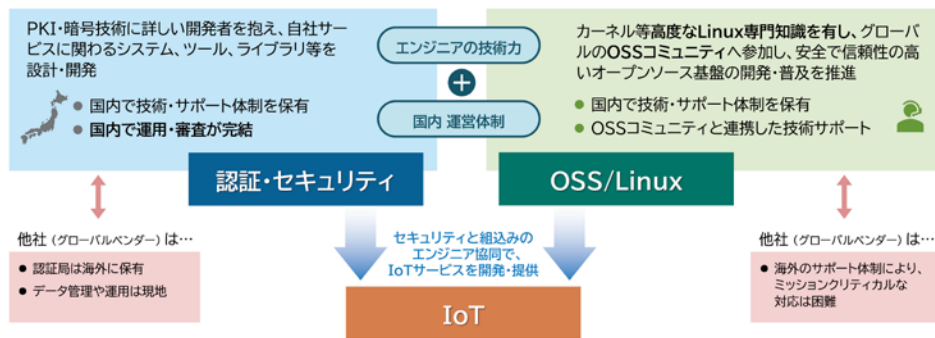 PKI・暗号技術に詳しい開発者を抱え、自社サー
ビスに関わるシステム、ツール、ライブラリ等を
設計・開発
● 国内で技術・サポート体制を保有
● 国内で運用・審査が完結
エンジニアの技術力
+
国内 運営体制
カーネル等高度なLinux専門知識を有し、グローバ
ルのOSSコミュニティへ参加し、安全で信頼性の高
いオープンソース基盤の開発・普及を推進
● 国内で技術・サポート体制を保有
● OSSコミュニティと連携した技術サポート
認証・セキュリティ
OSS/Linux
他社 (グローバルベンダー) は…
● 認証局は海外に保有
● データ管理や運用は現地
セキュリティと組込みの
エンジニア協同で、
IoTサービスを開発・提供
IoT
他社 (グローバルベンダー) は…
● 海外のサポート体制により、
ミッションクリティカルな
対応は困難